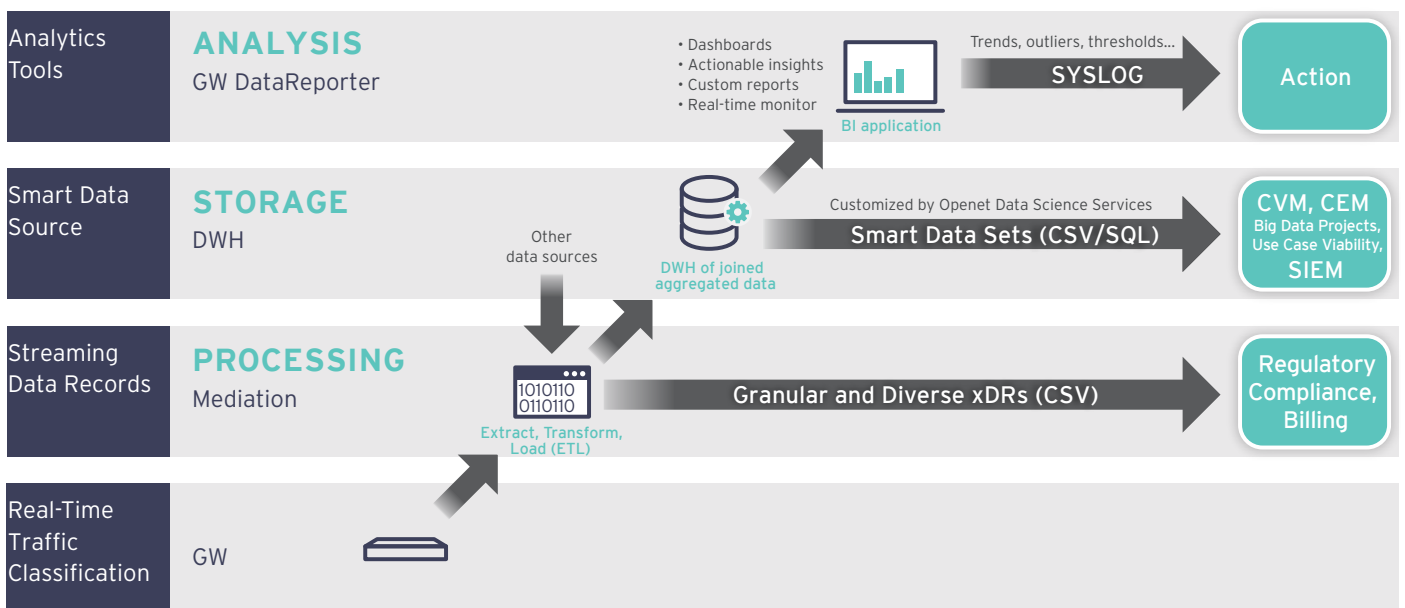 Analytics
Tools
ANALYSIS
GW DataReporter
• Dashboards
• Actionable insights
• Custom reports
• Real-time monitor
BI application
Trends, outliers, thresholds...
SYSLOG
Action
Smart Data
Source
STORAGE
DWH
Other
data sources
DWH of joined
aggregated data
Customized by Openet Data Science Services
Smart Data Sets (CSV/SQL)
CVM, CEM
Big Data Projects,
Use Case Viability,
SIEM
Streaming
Data Records
PROCESSING
Mediation
1010110
0110110
Extract, Transform,
Load (ETL)
Granular and Diverse xDRs (CSV)
Regulatory
Compliance,
Billing
Real-Time
Traffic
Classification
GW